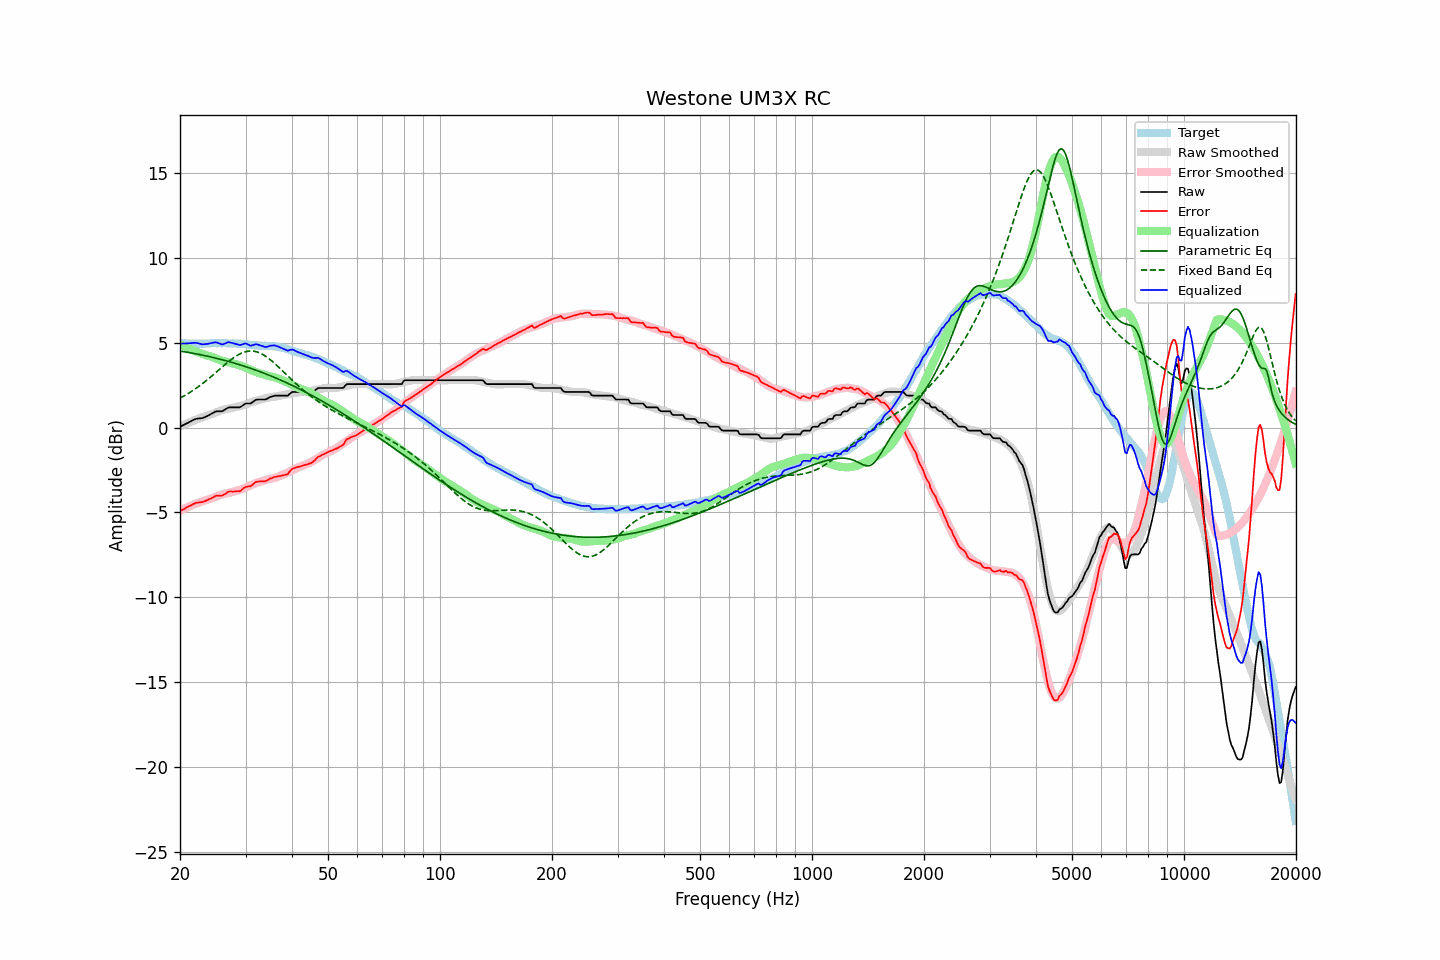 Westone UM3X RC
Target
Raw Smoothed
Error Smoothed
Raw
Error
Equalization
Parametric Eq
Fixed Band Eq
Equalized
Amplitude (dBr)
15
10
5
0
−5
−10
−15
−20
−25
20 50 100 200 500 1000 2000 5000 10000 20000
Frequency (Hz)